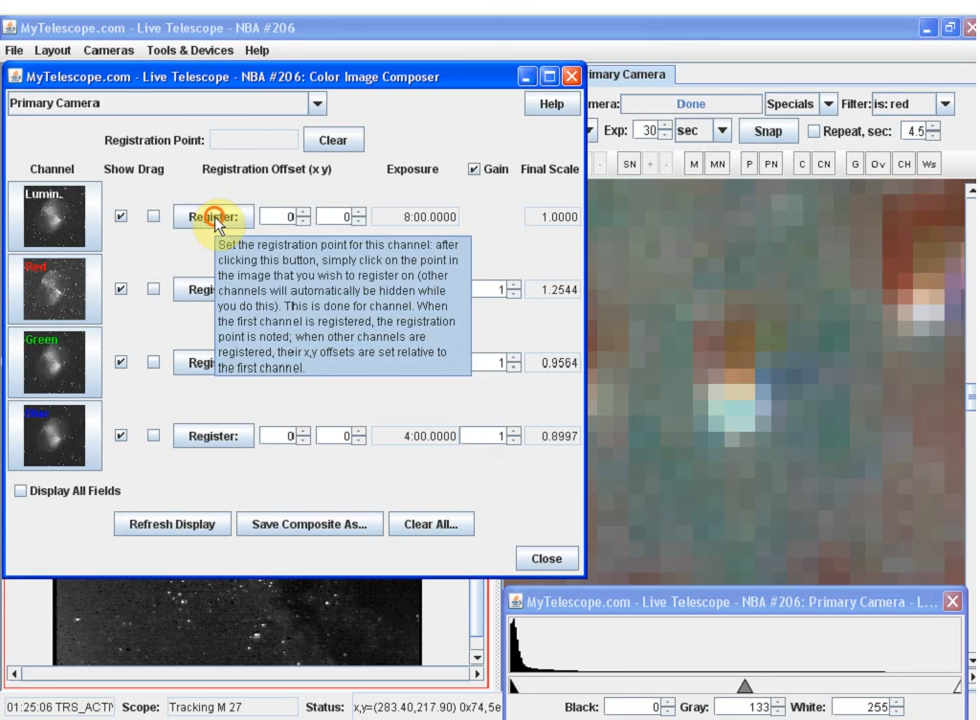 MyTelescope.com - Live Telescope - NBA #206
File Layout Cameras Tools & Devices Help
MyTelescope.com - Live Telescope - NBA #206: Color Image Composer
Primary Camera
Help
Registration Point: Clear
Channel Show Drag Registration Offset (x y) Exposure Gain Final Scale
Lumin.
Register: 0 0 8:00.0000 1.0000
Set the registration point for this channel: after
clicking this button, simply click on the point in
the image that you wish to register on (other
channels will automatically be hidden while
you do this). This is done for channel. When
the first channel is registered, the registration
point is noted; when other channels are
registered, their x,y offsets are set relative to
the first channel.
Red
Regi 1 1.2544
Green
Regi 1 0.9564
Blue
Register: 0 0 4:00.0000 1 0.8997
Display All Fields
Refresh Display Save Composite As... Clear All...
Close
imary Camera
mera: Done Specials Filter: is: red
Exp: 30 sec Snap Repeat, sec: 4.5
- SN + - M MN P PN C CN G Ov CH Ws
MyTelescope.com - Live Telescope - NBA #206: Primary Camera - L...
Black: 0 Gray: 133 White: 255
01:25:06 TRS_ACTI Scope: Tracking M 27 Status: x,y=(283.40,217.90) 0x74,5e